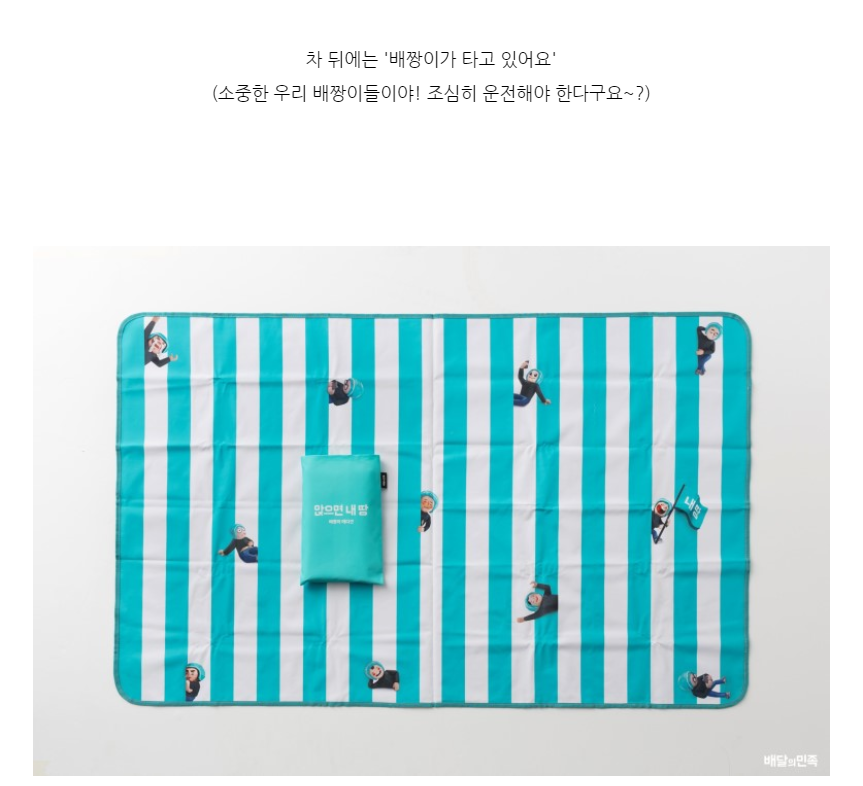 차 뒤에는 '배짱이가 타고 있어요'
(소중한 우리 배짱이들이야! 조심히 운전해야 한다구요~?)
앉으면 내 땅
내 땅
배달의민족